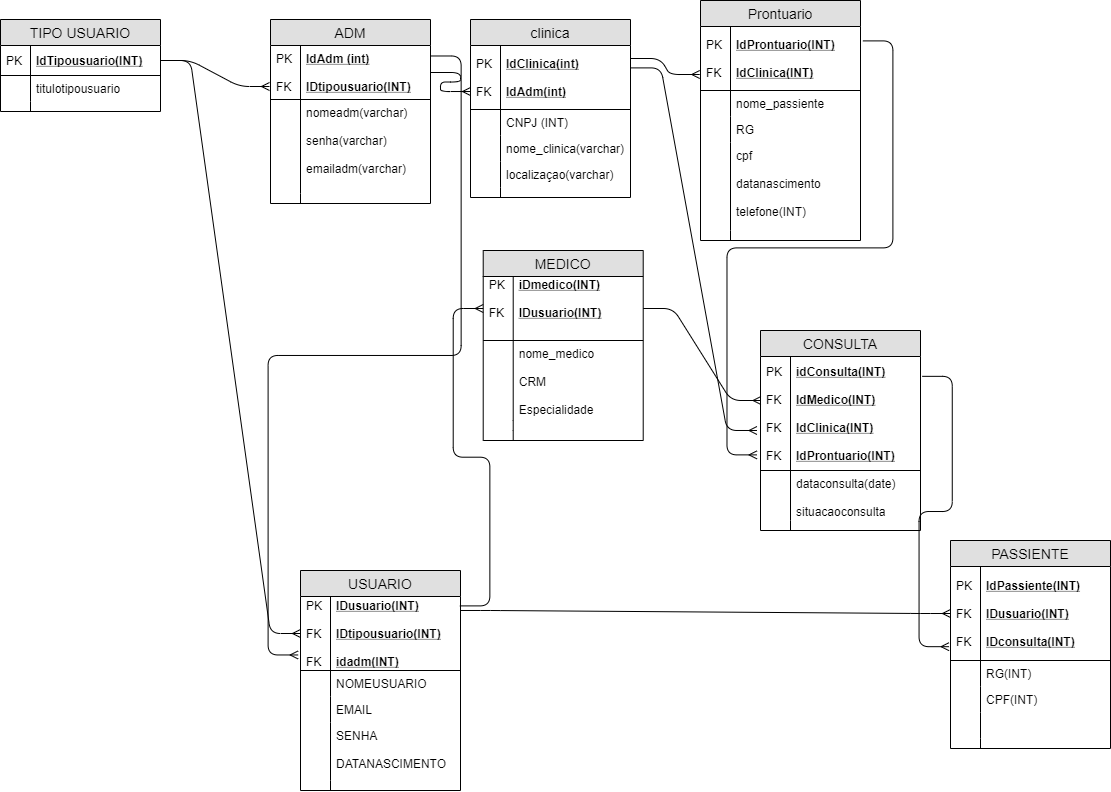 TIPO USUARIO
PK IdTipousuario(INT)
titulotipousuario
ADM
PK IdAdm (int)
FK IDtipousuario(INT)
nomeadm(varchar)
senha(varchar)
emailadm(varchar)
clinica
PK IdClinica(int)
FK IdAdm(int)
CNPJ (INT)
nome_clinica(varchar)
localizaçao(varchar)
Prontuario
PK IdProntuario(INT)
FK IdClinica(INT)
nome_passiente
RG
cpf
datanascimento
telefone(INT)
MEDICO
PK iDmedico(INT)
FK IDusuario(INT)
nome_medico
CRM
Especialidade
CONSULTA
PK idConsulta(INT)
FK IdMedico(INT)
FK IdClinica(INT)
FK IdProntuario(INT)
dataconsulta(date)
situacaoconsulta
USUARIO
PK IDusuario(INT)
FK IDtipousuario(INT)
FK idadm(INT)
NOMEUSUARIO
EMAIL
SENHA
DATANASCIMENTO
PASSIENTE
PK IdPassiente(INT)
FK IDusuario(INT)
FK IDconsulta(INT)
RG(INT)
CPF(INT)